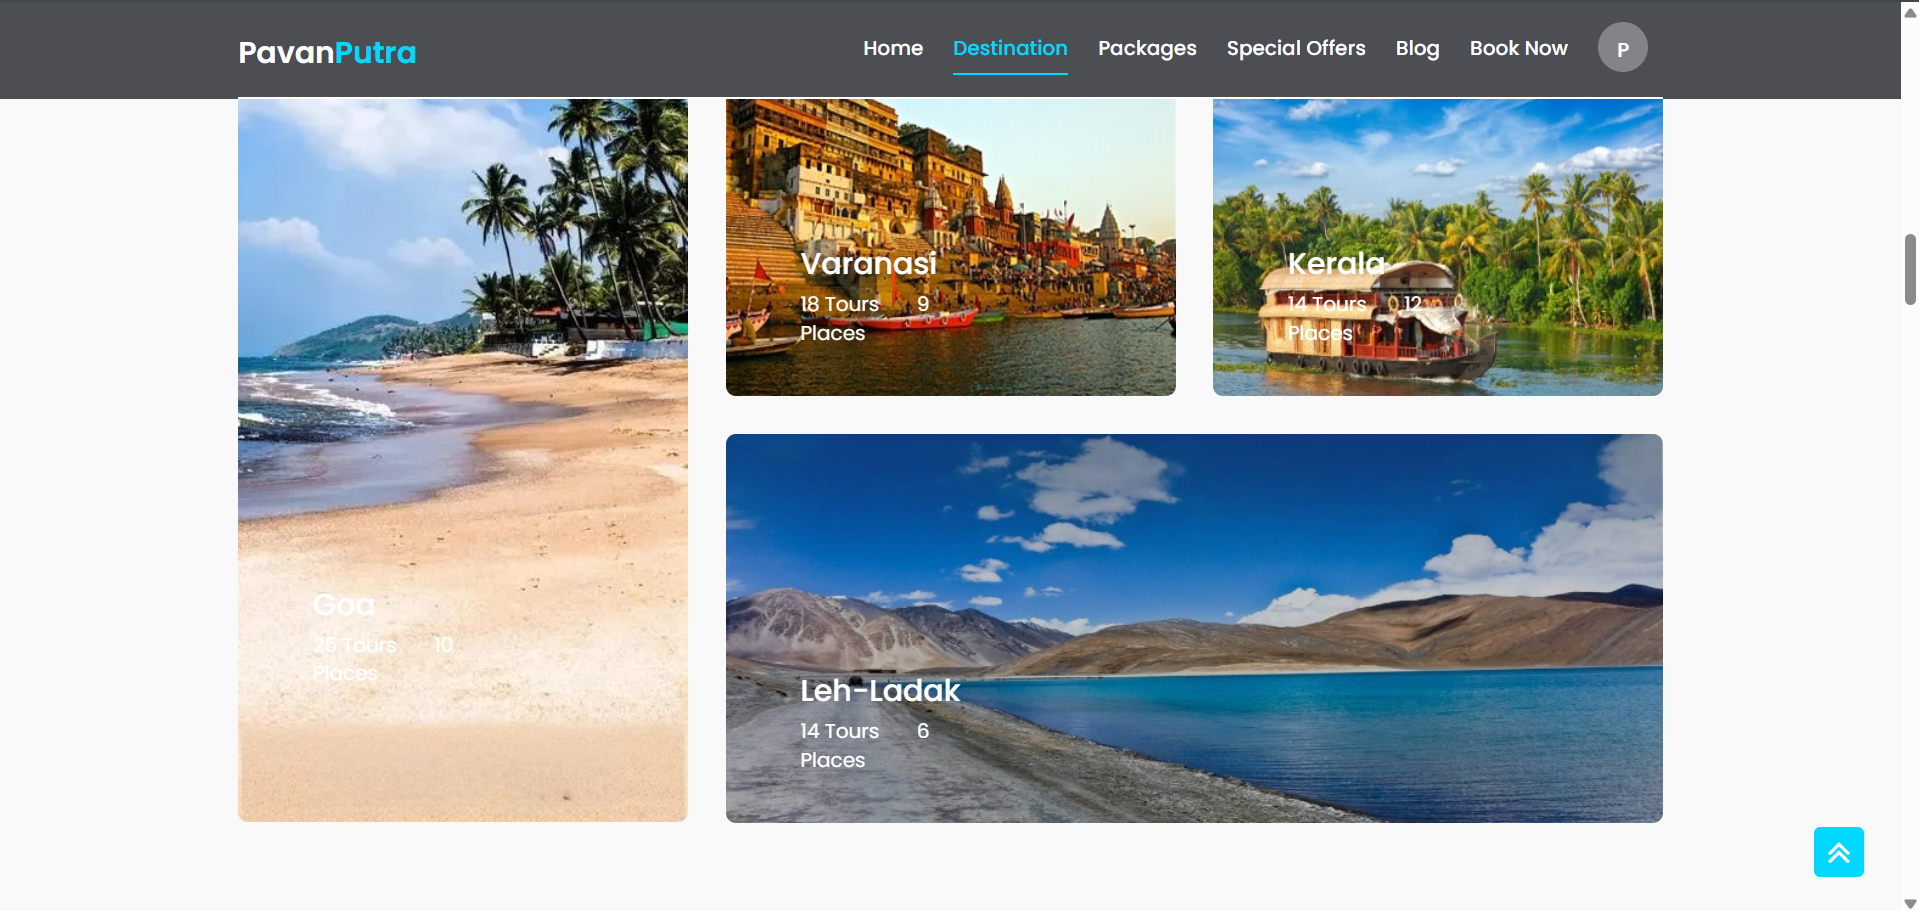 PavanPutra
Home Destination Packages Special Offers Blog Book Now P
Varanasi
18 Tours 9
Places
Kerala
14 Tours 12
Places
Goa
25 Tours 10
Places
Leh-Ladak
14 Tours 6
Places